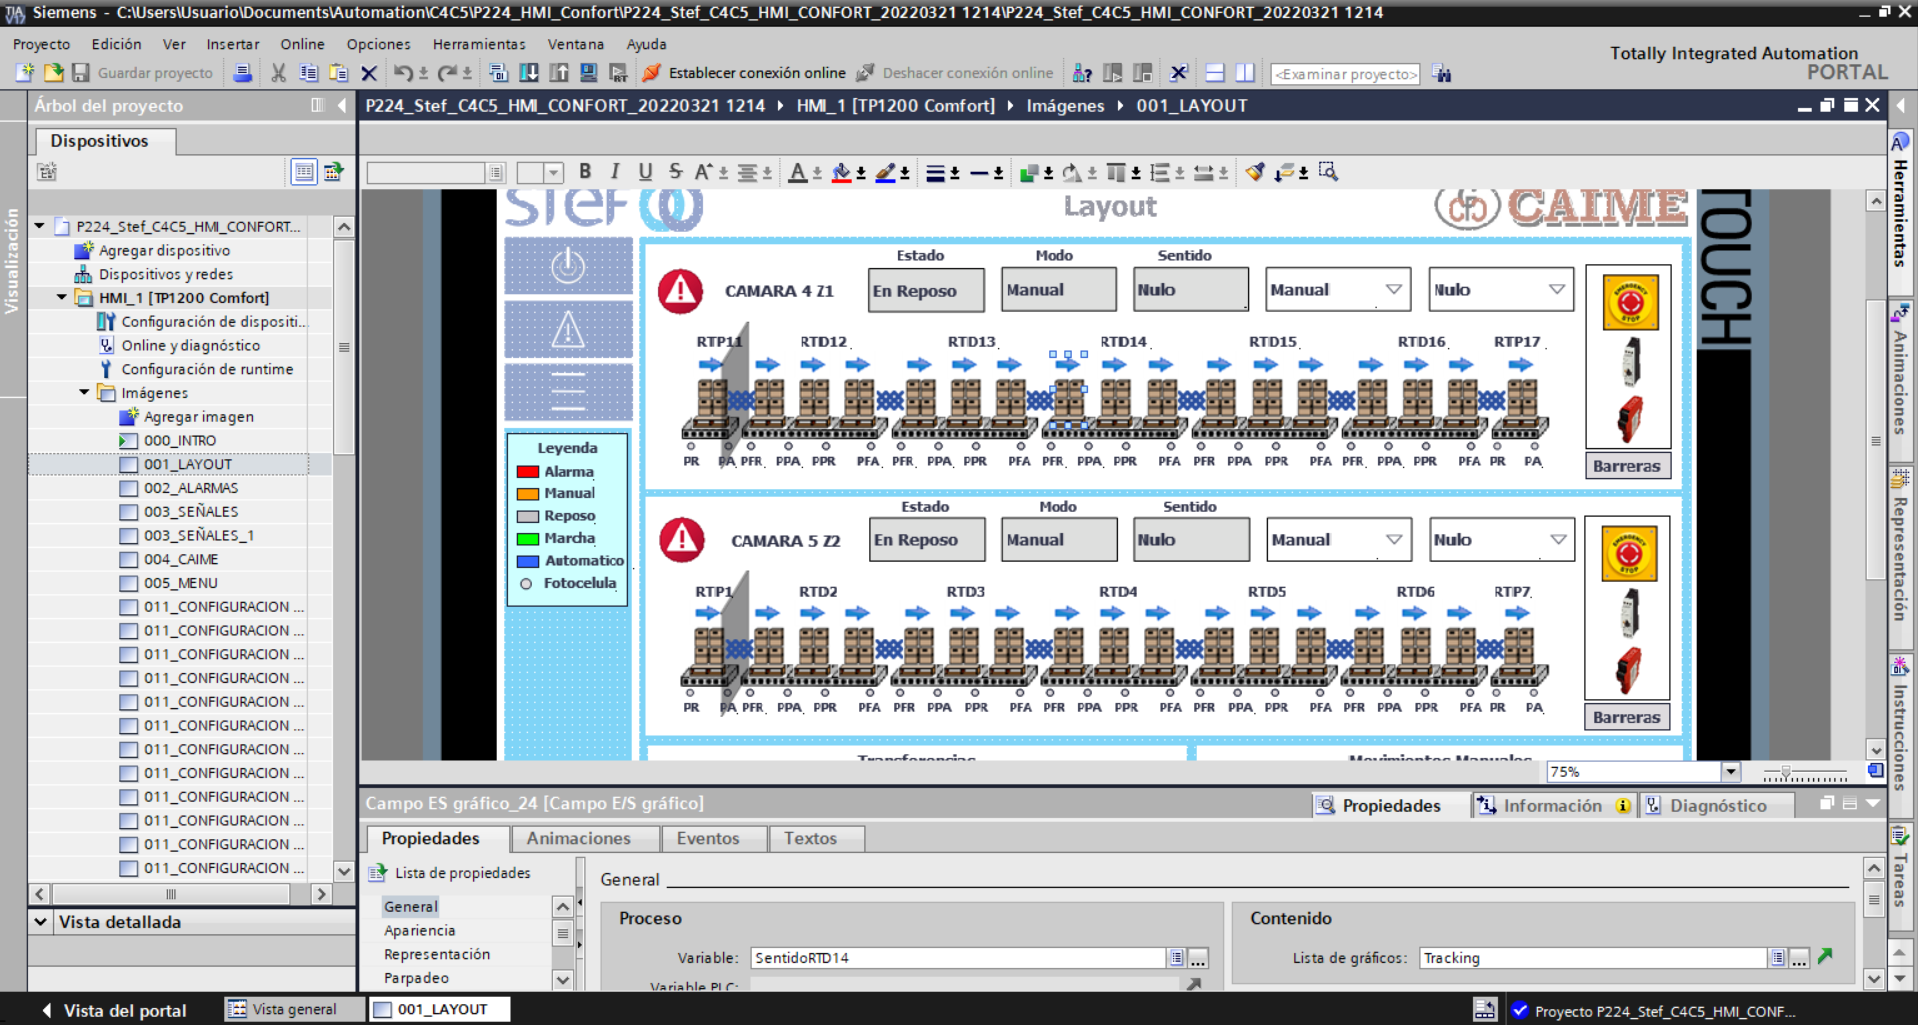 Siemens - C:\Users\Usuario\Documents\Automation\C4C5\P224_HMI_Confort\P224_Stef_C4C5_HMI_CONFORT_20220321 1214\P224_Stef_C4C5_HMI_CONFORT_20220321 1214
Proyecto Edición Ver Insertar Online Opciones Herramientas Ventana Ayuda
Totally Integrated Automation
PORTAL
Guardar proyecto Establecer conexión online Deshacer conexión online <Examinar proyecto>
Árbol del proyecto
P224_Stef_C4C5_HMI_CONFORT_20220321 1214 HMI_1 [TP1200 Comfort] Imágenes 001_LAYOUT
Dispositivos
Visualización
P224_Stef_C4C5_HMI_CONFORT...
Agregar dispositivo
Dispositivos y redes
HMI_1 [TP1200 Comfort]
Configuración de dispositi...
Online y diagnóstico
Configuración de runtime
Imágenes
Agregar imagen
000_INTRO
001_LAYOUT
002_ALARMAS
003_SEÑALES
003_SEÑALES_1
004_CAIME
005_MENU
011_CONFIGURACION ...
011_CONFIGURACION ...
011_CONFIGURACION ...
011_CONFIGURACION ...
011_CONFIGURACION ...
011_CONFIGURACION ...
011_CONFIGURACION ...
011_CONFIGURACION ...
011_CONFIGURACION ...
011_CONFIGURACION ...
011_CONFIGURACION ...
011_CONFIGURACION ...
Vista detallada
B I U S A A
STEF Layout CAIME
TOUCH
Estado Modo Sentido
CAMARA 4 Z1 En Reposo Manual Nulo Manual Nulo
RTP11 RTD12 RTD13 RTD14 RTD15 RTD16 RTP17
PR PA PFR PPA PPR PFA PFR PPA PPR PFA PFR PPA PPR PFA PFR PPA PPR PFA PFR PPA PPR PFA PR PA
EMERGENCY
STOP
Barreras
Leyenda
Alarma
Manual
Reposo
Marcha
Automatico
Fotocelula
Estado Modo Sentido
CAMARA 5 Z2 En Reposo Manual Nulo Manual Nulo
RTP1 RTD2 RTD3 RTD4 RTD5 RTD6 RTP7
PR PA PFR PPA PPR PFA PFR PPA PPR PFA PFR PPA PPR PFA PFR PPA PPR PFA PFR PPA PPR PFA PR PA
EMERGENCY
STOP
Barreras
Transferencias Movimientos Manuales
75%
Herramientas
Animaciones
Representación
Instrucciones
Tareas
Campo ES gráfico_24 [Campo E/S gráfico]
Propiedades Información Diagnóstico
Propiedades Animaciones Eventos Textos
Lista de propiedades
General
Apariencia
Representación
Parpadeo
General
Proceso
Variable: SentidoRTD14
Variable PLC:
Contenido
Lista de gráficos: Tracking
Vista del portal Vista general 001_LAYOUT Proyecto P224_Stef_C4C5_HMI_CONF...